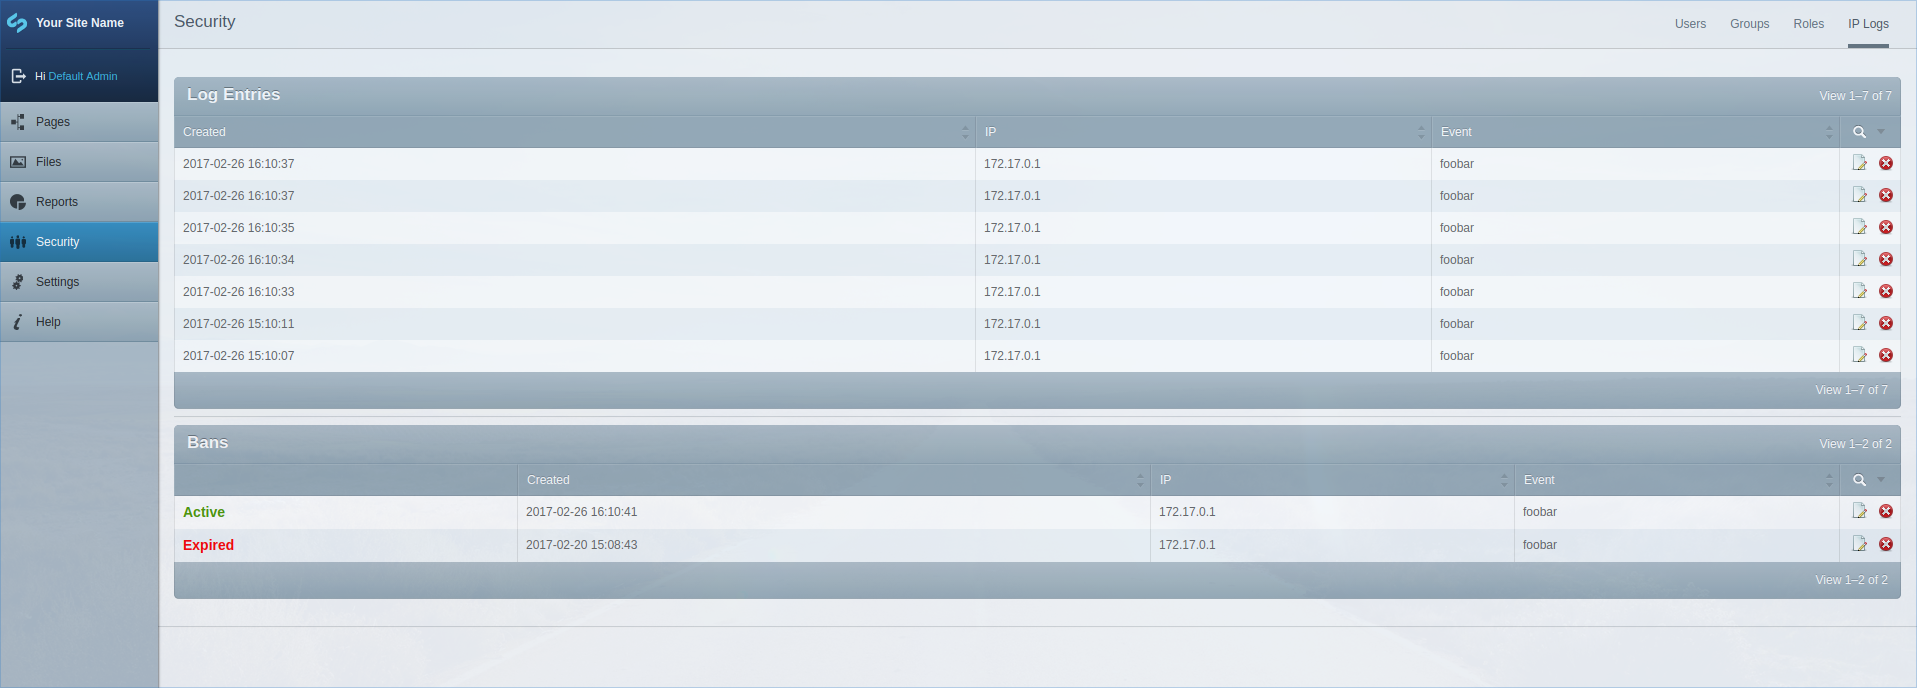 Your Site Name
Hi Default Admin
Pages
Files
Reports
Security
Settings
Help
Security
Users Groups Roles IP Logs
Log Entries View 1–7 of 7
Created IP Event
2017-02-26 16:10:37 172.17.0.1 foobar
2017-02-26 16:10:37 172.17.0.1 foobar
2017-02-26 16:10:35 172.17.0.1 foobar
2017-02-26 16:10:34 172.17.0.1 foobar
2017-02-26 16:10:33 172.17.0.1 foobar
2017-02-26 15:10:11 172.17.0.1 foobar
2017-02-26 15:10:07 172.17.0.1 foobar
View 1–7 of 7
Bans View 1–2 of 2
Created IP Event
Active 2017-02-26 16:10:41 172.17.0.1 foobar
Expired 2017-02-20 15:08:43 172.17.0.1 foobar
View 1–2 of 2